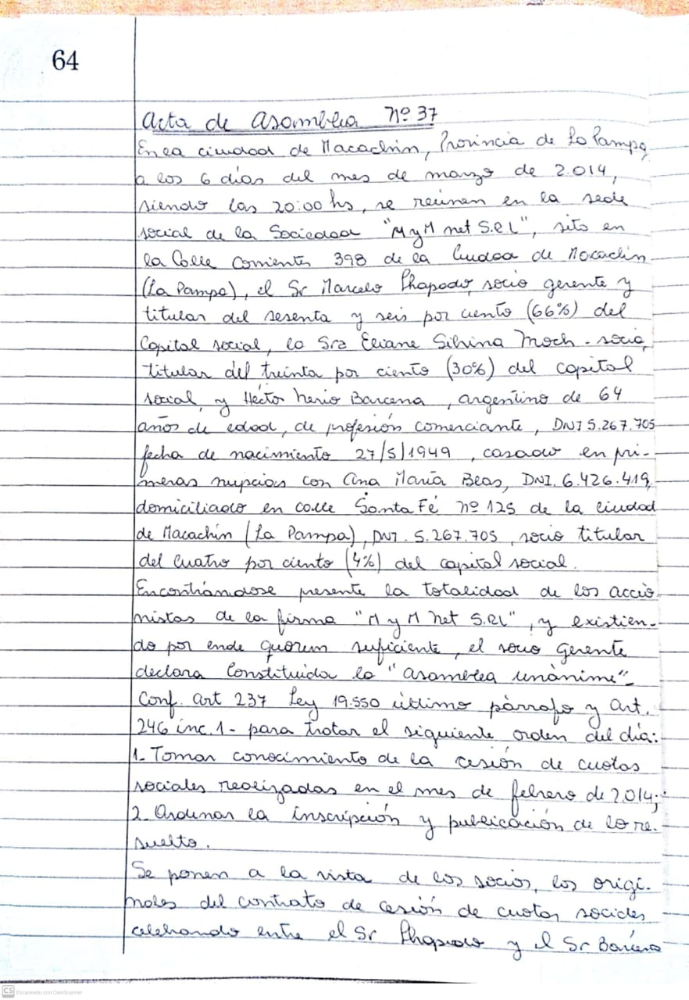 64
Acta de Asamblea Nº 37
En la ciudad de Macachín, Provincia de La Pampa,
a los 6 días del mes de marzo de 2.014,
siendo las 20:00 hs, se reúnen en la sede
social de la Sociedad "M y M net S.R.L", sito en
la Calle Corrientes 398 de la Ciudad de Macachín
(La Pampa), el Sr Marcelo socio gerente y
titular del sesenta y seis por ciento (66%) del
Capital social, la Sra Eliane Silvina Moch - socia,
titular del treinta por ciento (30%) del capital
social, y Héctor Nerio Barcena, argentino de 64
años de edad, de profesión comerciante, DNI 5.267.705
fecha de nacimiento 27/5/1949, casado en pri-
meras nupcias con Ana María Beas, DNI. 6.426.419,
domiciliado en calle Santa Fé nº 125 de la ciudad
de Macachín (La Pampa), DNI. 5.267.705, socio titular
del cuatro por ciento (4%) del capital social.
Encontrándose presente la totalidad de los accio-
nistas de la firma "M y M Net S.RL", y existien-
do por ende quorum suficiente, el socio Gerente
declara Constituida la "asamblea unánime"-
Conf. Art 237 Ley 19.550 último párrafo y Art.
246 inc. 1- para tratar el siguiente orden del día:
1. Tomar conocimiento de la cesión de cuotas
sociales realizadas en el mes de febrero de 2.014;
2. Ordenar la inscripción y publicación de lo re-
suelto.
Se ponen a la vista de los socios, los origi-
nales del contrato de cesión de cuotas sociales
celebrando entre el Sr y el Sr Barcena
CS Escaneado con CamScanner